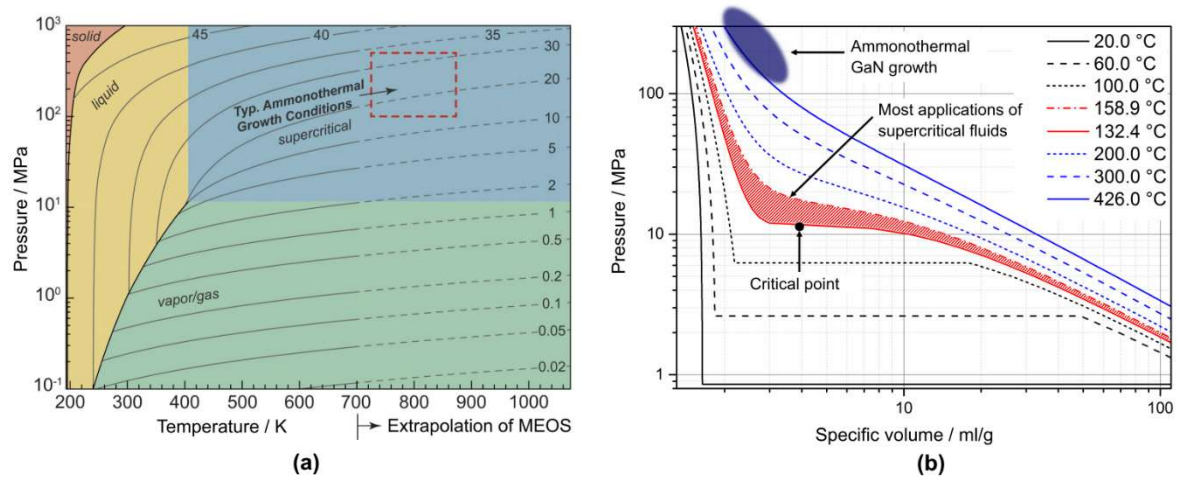 10³
10²
10¹
10⁰
10⁻¹
Pressure / MPa
solid
liquid
45
40
35
30
20
10
5
2
1
0.5
0.2
0.1
0.05
0.02
Typ. Ammonothermal
Growth Conditions
supercritical
vapor/gas
200 300 400 500 600 700 800 900 1000
Temperature / K
Extrapolation of MEOS
(a)
Pressure / MPa
100
10
1
Ammonothermal
GaN growth
Most applications of
supercritical fluids
Critical point
20.0 °C
60.0 °C
100.0 °C
158.9 °C
132.4 °C
200.0 °C
300.0 °C
426.0 °C
10 100
Specific volume / ml/g
(b)